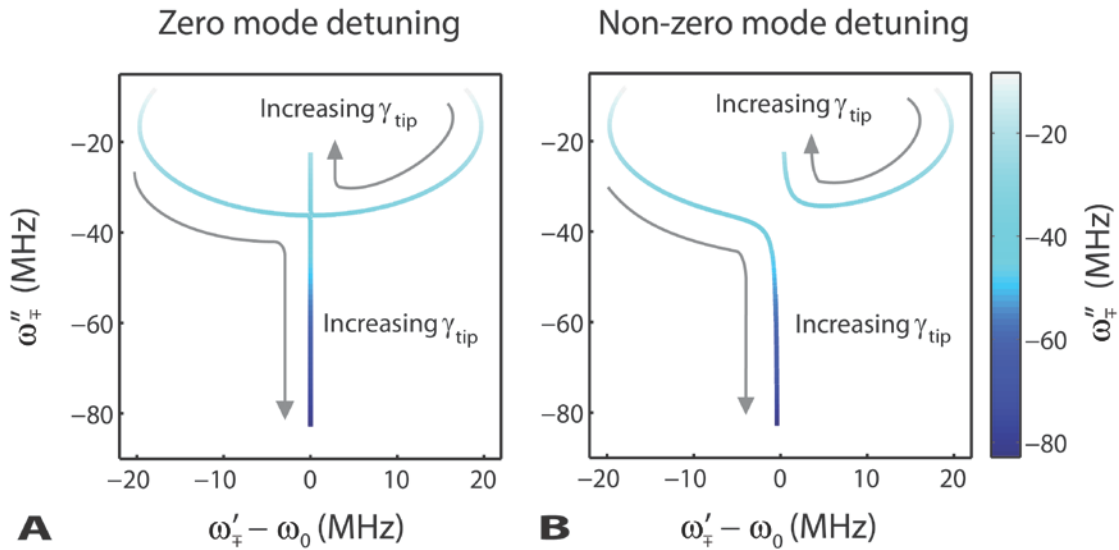 Zero mode detuning
Non-zero mode detuning
Increasing γtip
Increasing γtip
−20
−40
−60
−80
−20
−10
0
10
20
ω″∓ (MHz)
ω′∓ − ω0 (MHz)
A
Increasing γtip
Increasing γtip
−20
−40
−60
−80
−20
−10
0
10
20
ω′∓ − ω0 (MHz)
B
−20
−40
−60
−80
ω″∓ (MHz)